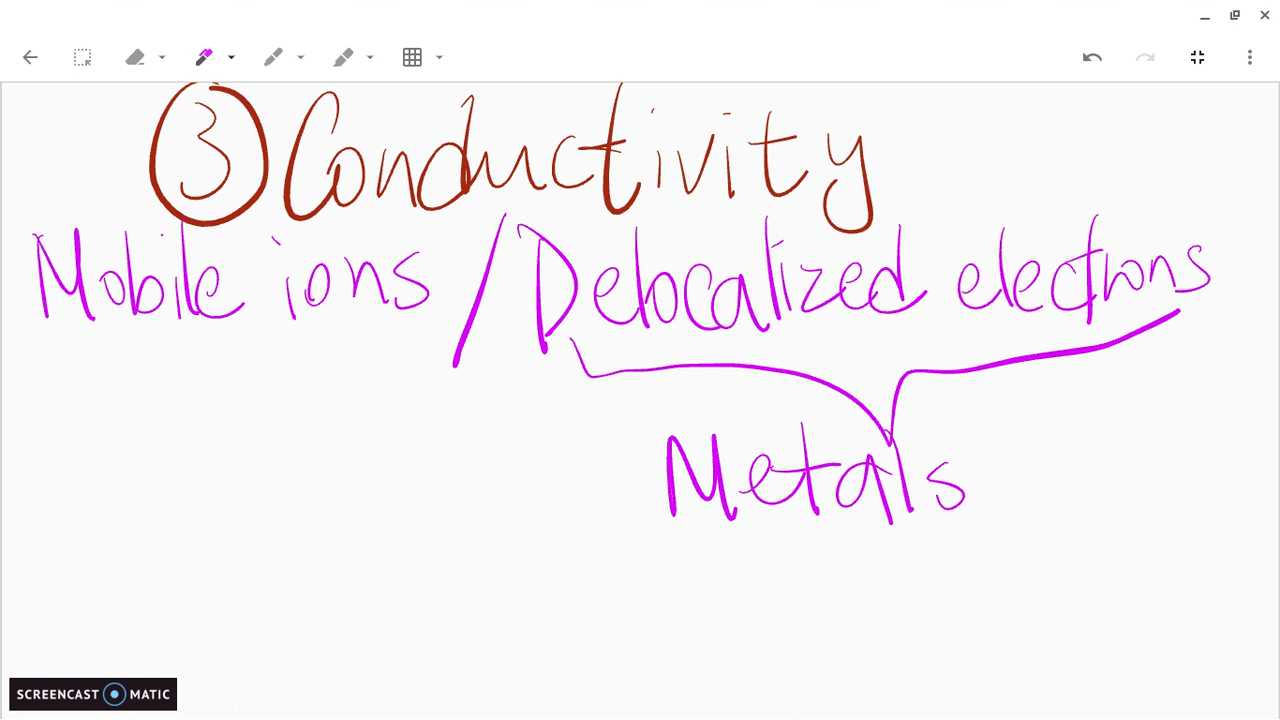 3 Conductivity
Mobile ions / Delocalized electrons
Metals
SCREENCAST MATIC